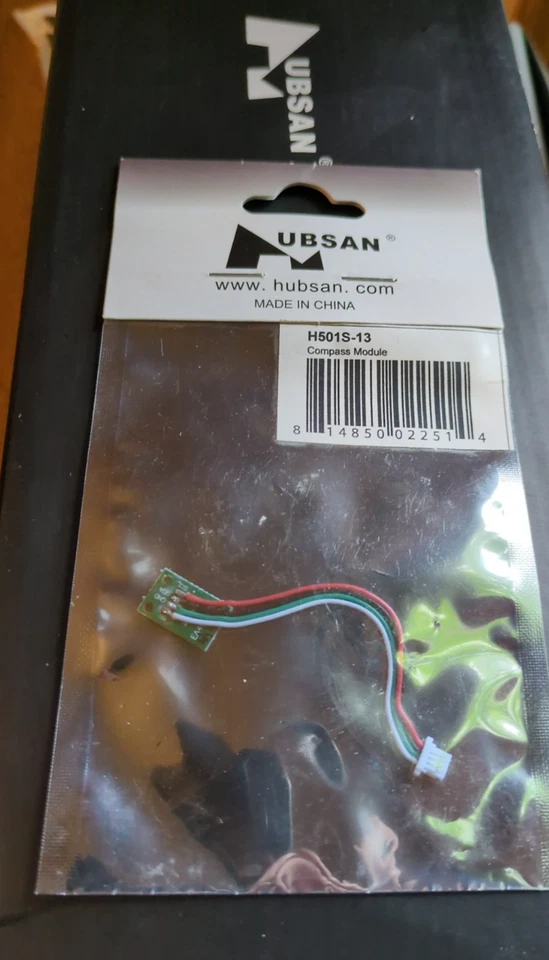 HUBSAN®
HUBSAN®
www.hubsan.com
MADE IN CHINA
H501S-13
Compass Module
8 14850 02251 4